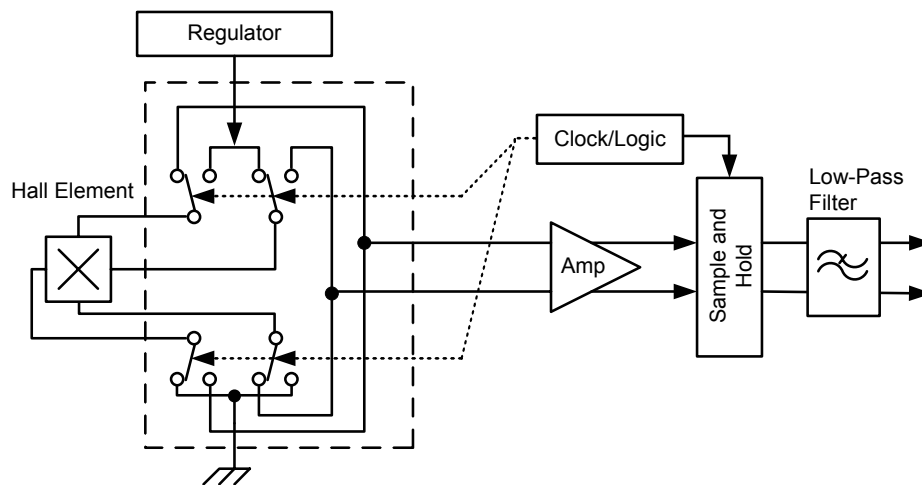 Regulator
Clock/Logic
Hall Element
Low-Pass
Filter
Amp
Sample and
Hold